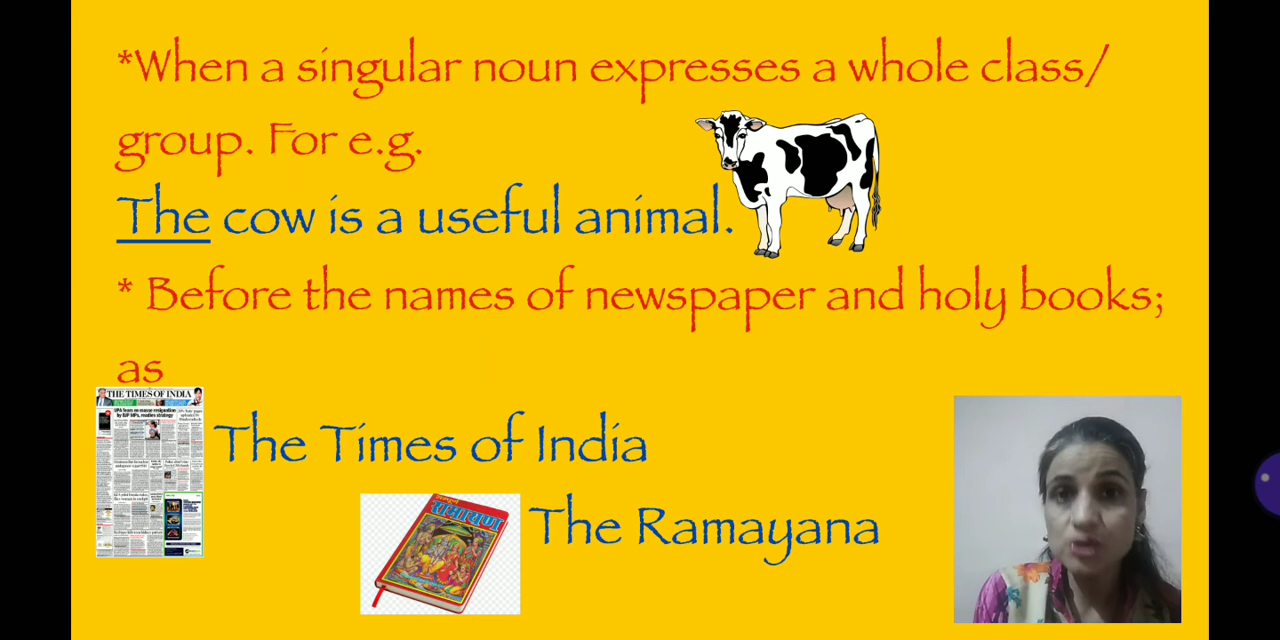 *When a singular noun expresses a whole class/
group. For e.g.
The cow is a useful animal.
* Before the names of newspaper and holy books;
as
THE TIMES OF INDIA
The Times of India
रामायण
The Ramayana